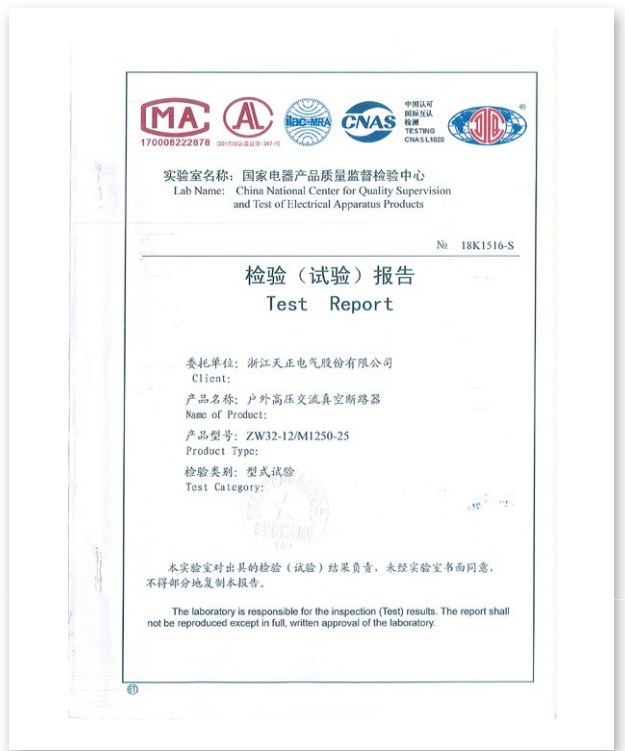 MA
170008222878
AL
(2017)国认监认字(347)号
ilac-MRA
CNAS
中国认可
国际互认
检测
TESTING
CNAS L1020
®
实验室名称：国家电器产品质量监督检验中心
Lab Name: China National Center for Quality Supervision
and Test of Electrical Apparatus Products
№ 18K1516-S
检验（试验）报告
Test Report
委托单位：浙江天正电气股份有限公司
Client:
产品名称：户外高压交流真空断路器
Name of Product:
产品型号：ZW32-12/M1250-25
Product Type:
检验类别：型式试验
Test Category:
本实验室对出具的检验（试验）结果负责，未经实验室书面同意，
不得部分地复制本报告。
The laboratory is responsible for the inspection (Test) results. The report shall
not be reproduced except in full, written approval of the laboratory.